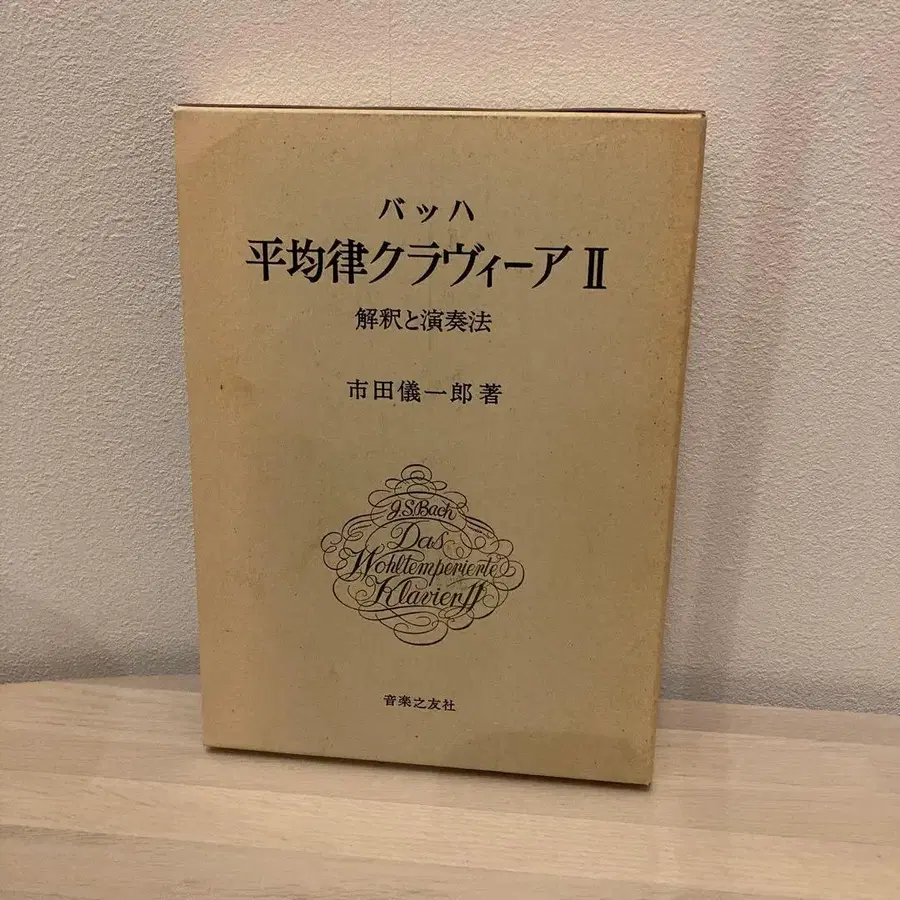 バッハ
平均律クラヴィーアⅡ
解釈と演奏法
市田儀一郎著
J.S.Bach
Das
Wohltemperierte
Klavier II
音楽之友社